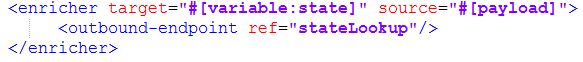 <enricher target="#[variable:state]" source="#[payload]">
<outbound-endpoint ref="stateLookup"/>
</enricher>